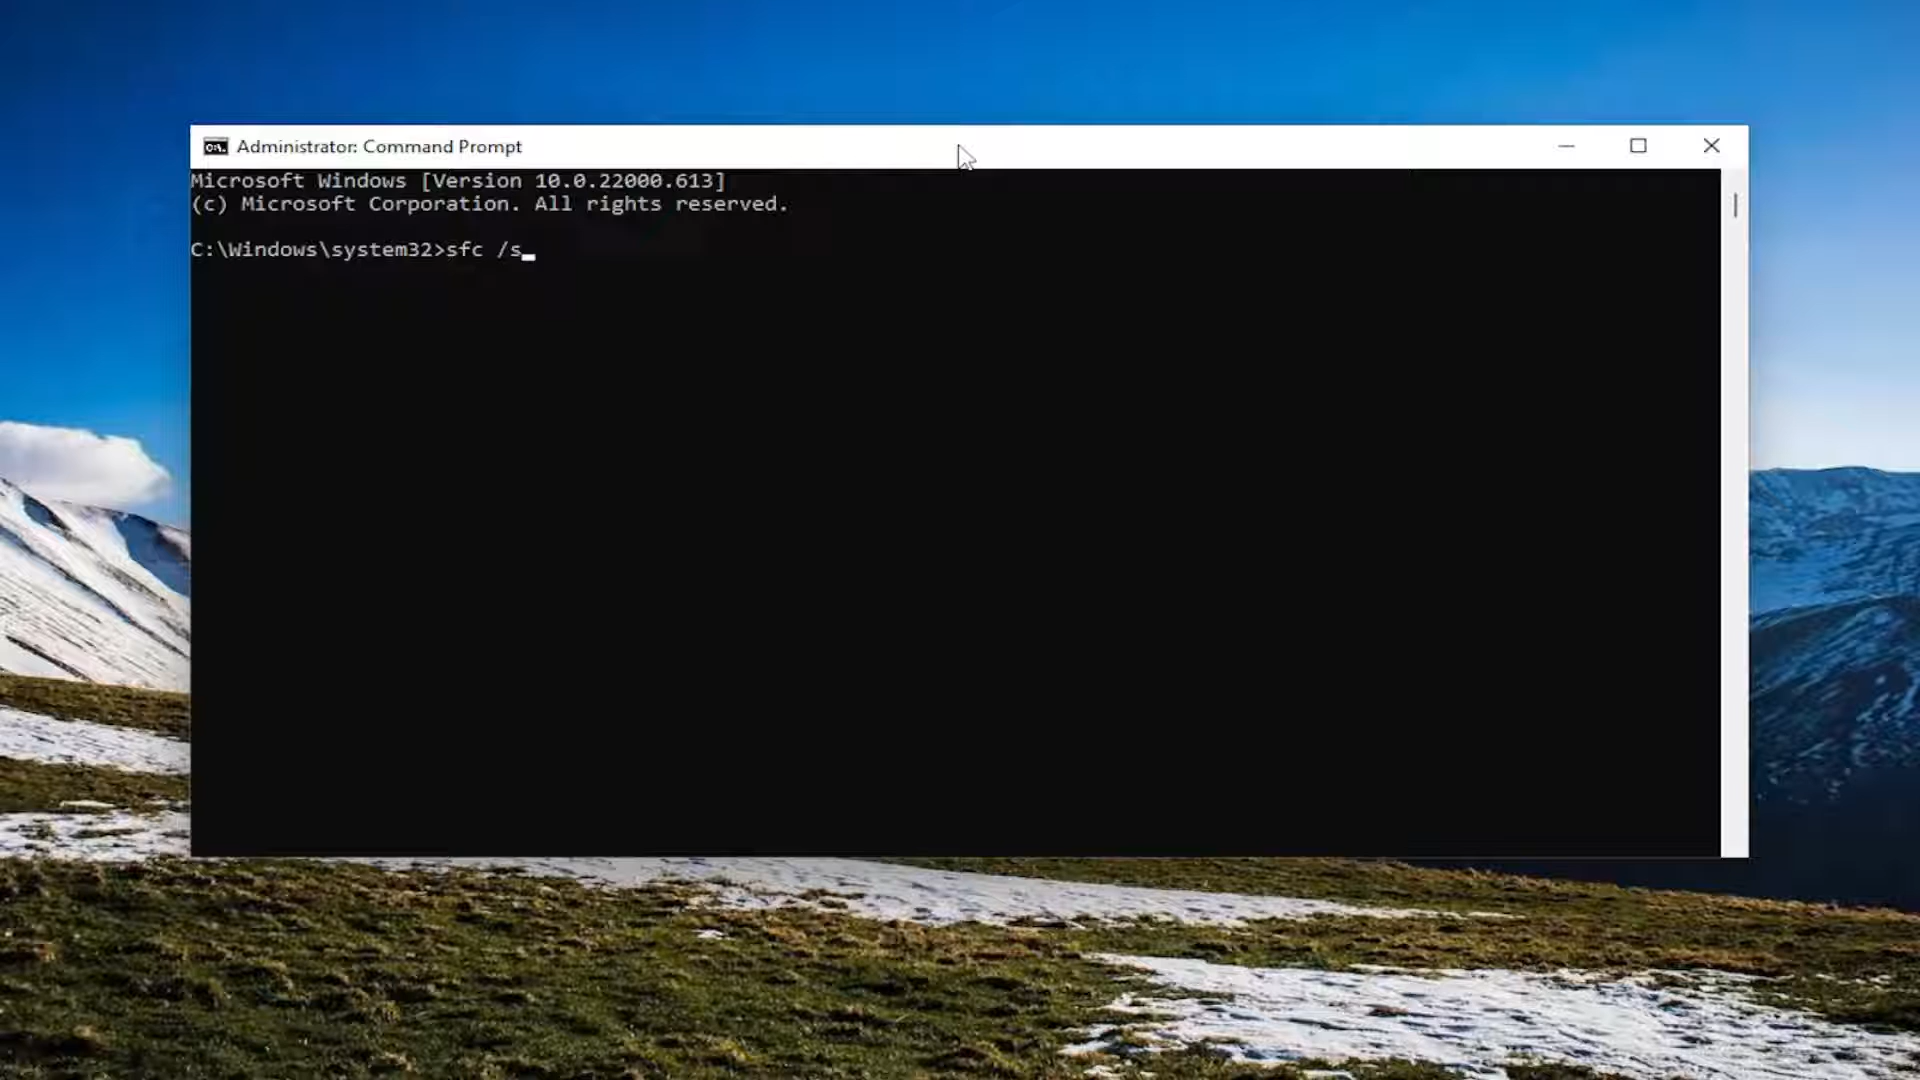 Administrator: Command Prompt
Microsoft Windows [Version 10.0.22000.613]
(c) Microsoft Corporation. All rights reserved.
C:\Windows\system32>sfc /s